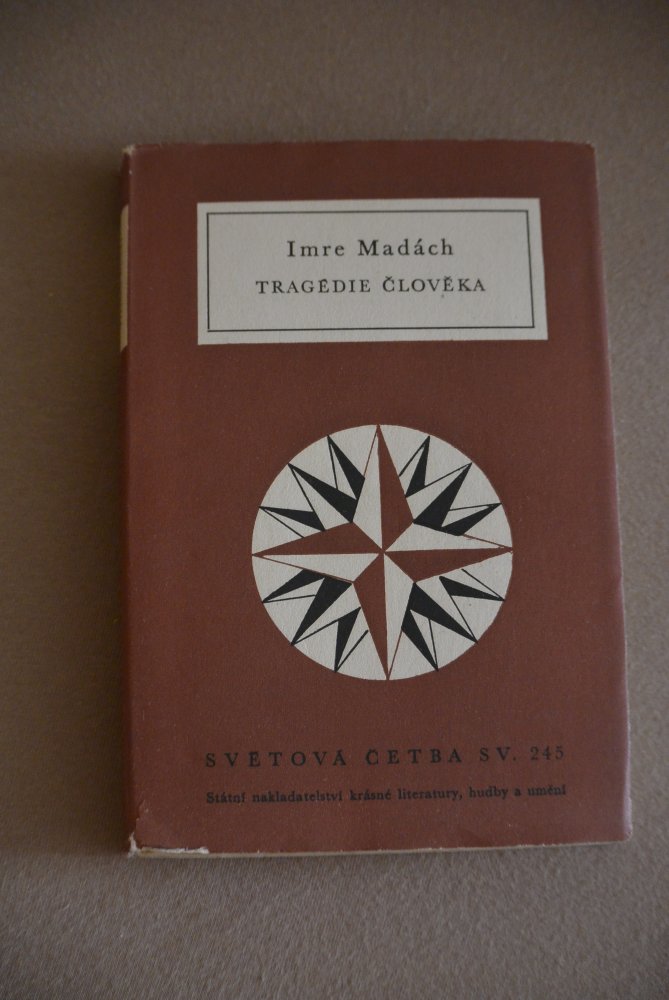 Imre Madách
TRAGÉDIE ČLOVĚKA
SVĚTOVÁ ČETBA SV. 245
Státní nakladatelství krásné literatury, hudby a umění